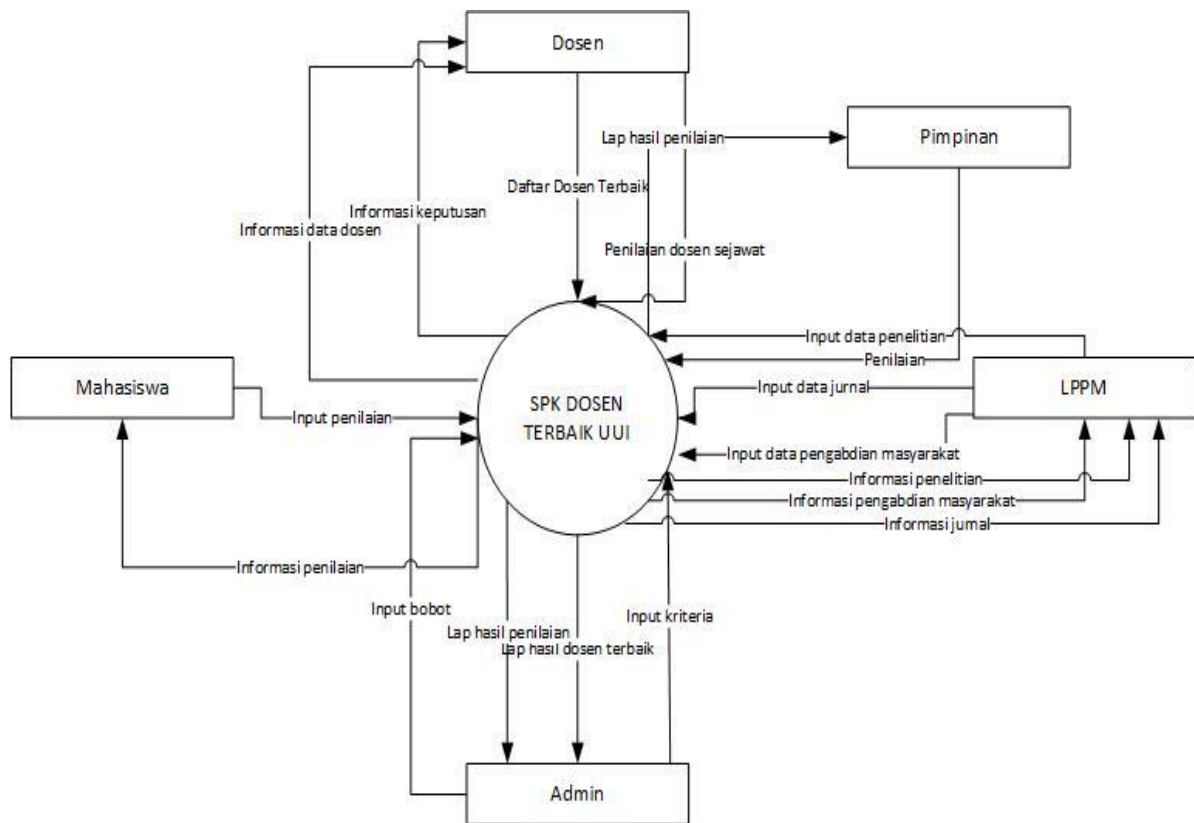 Dosen
Lap hasil penilaian
Pimpinan
Daftar Dosen Terbaik
Informasi keputusan
Informasi data dosen
Penilaian dosen sejawat
Input data penelitian
Penilaian
Mahasiswa
Input data jurnal
LPPM
SPK DOSEN
TERBAIK UUI
Input penilaian
Input data pengabdian masyarakat
Informasi penelitian
Informasi pengabdian masyarakat
Informasi jurnal
Informasi penilaian
Input bobot
Input kriteria
Lap hasil penilaian
Lap hasil dosen terbaik
Admin